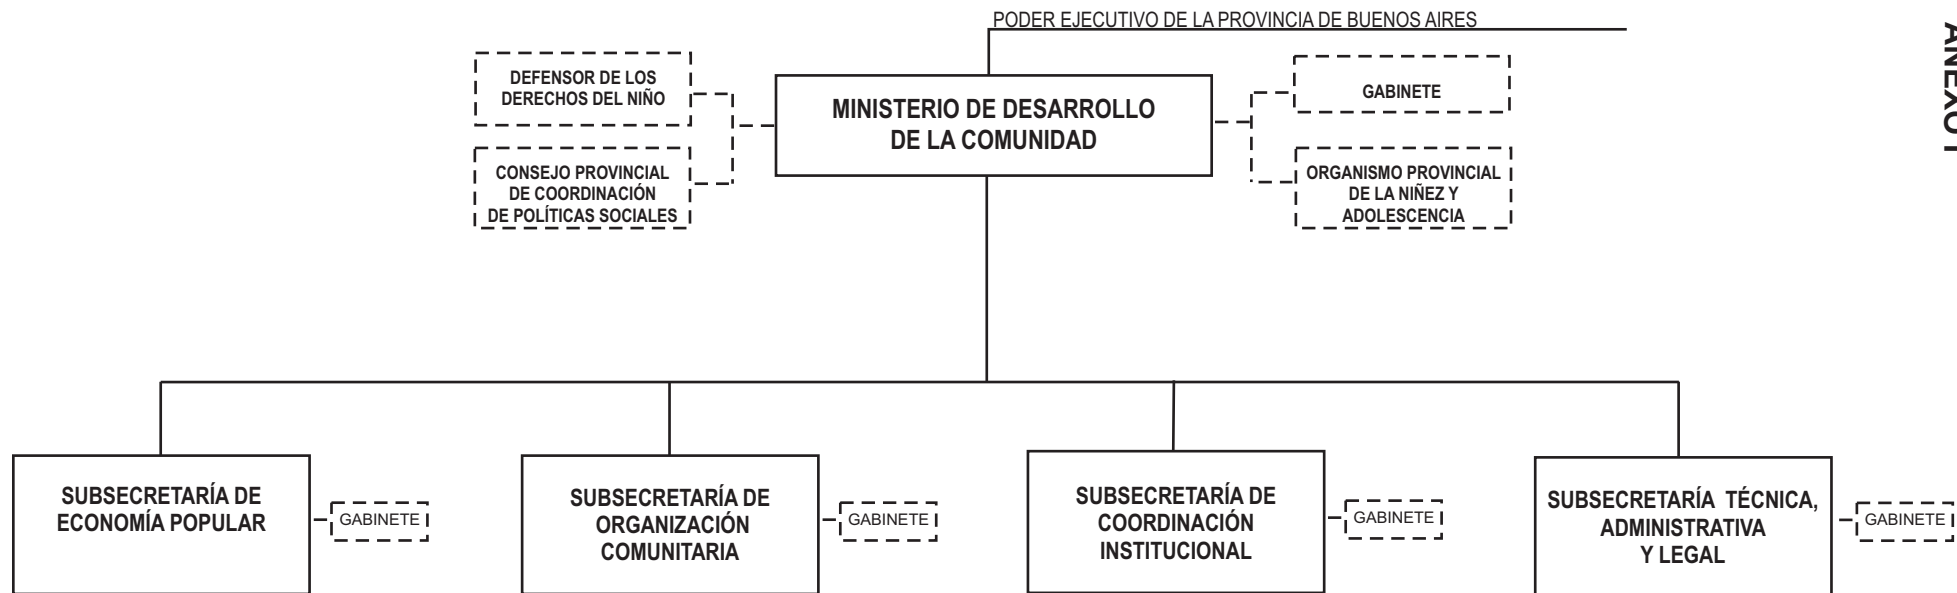 PODER EJECUTIVO DE LA PROVINCIA DE BUENOS AIRES
ANEXO I
DEFENSOR DE LOS
DERECHOS DEL NIÑO
MINISTERIO DE DESARROLLO
DE LA COMUNIDAD
GABINETE
CONSEJO PROVINCIAL
DE COORDINACIÓN
DE POLÍTICAS SOCIALES
ORGANISMO PROVINCIAL
DE LA NIÑEZ Y
ADOLESCENCIA
SUBSECRETARÍA DE
ECONOMÍA POPULAR
GABINETE
SUBSECRETARÍA DE
ORGANIZACIÓN
COMUNITARIA
GABINETE
SUBSECRETARÍA DE
COORDINACIÓN
INSTITUCIONAL
GABINETE
SUBSECRETARÍA TÉCNICA,
ADMINISTRATIVA
Y LEGAL
GABINETE